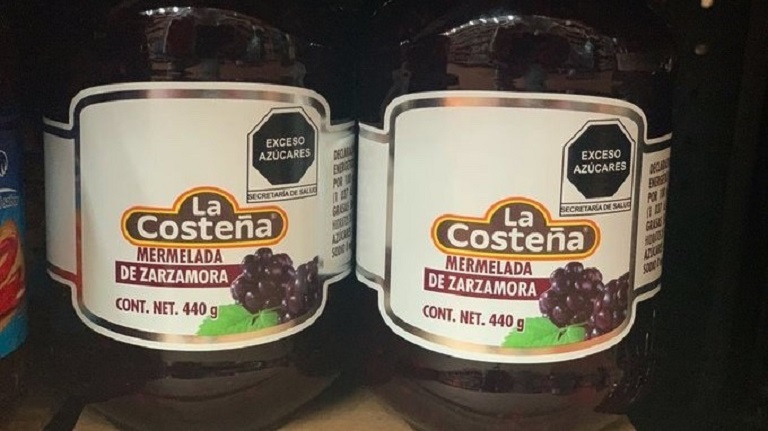 EXCESO
AZÚCARES
SECRETARÍA DE SALUD
La
Costeña®
MERMELADA
DE ZARZAMORA
CONT. NET. 440 g
EXCESO
AZÚCARES
SECRETARÍA DE SALUD
La
Costeña®
MERMELADA
DE ZARZAMORA
CONT. NET. 440 g